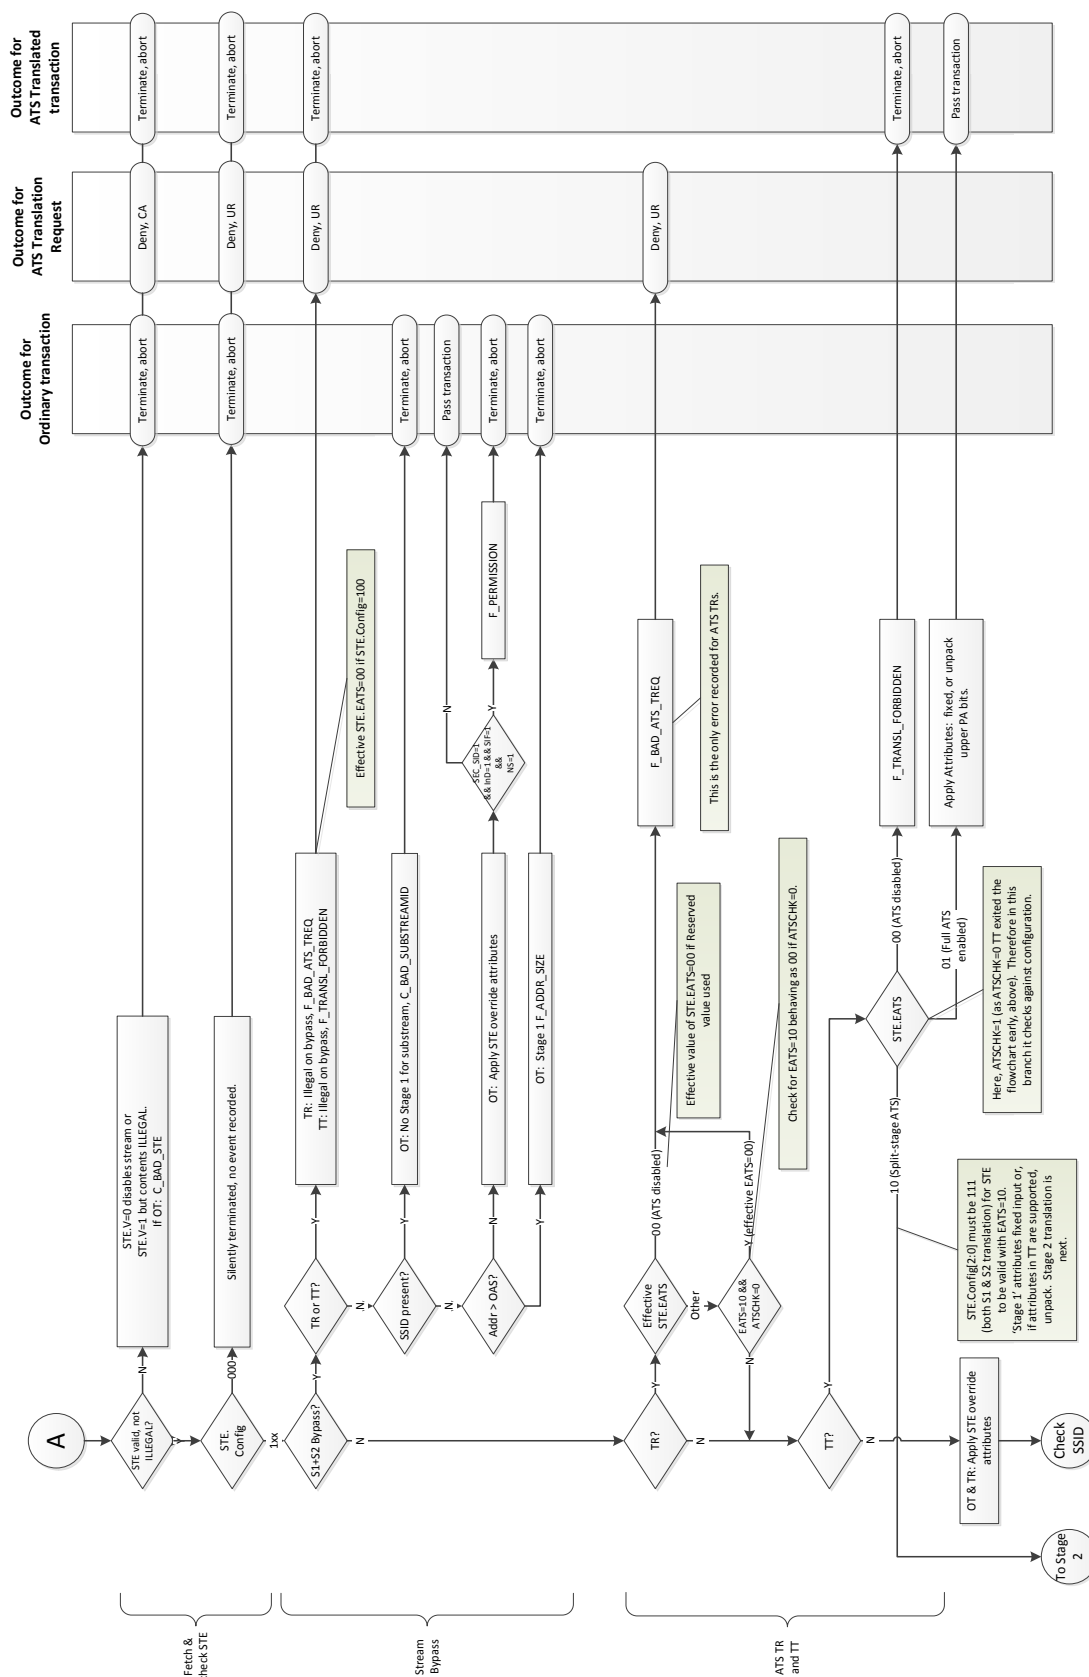 Outcome for
Ordinary transaction
Outcome for
ATS Translation
Request
Outcome for
ATS Translated
transaction
A
Fetch &
check STE
STE valid, not
ILLEGAL?
N
STE.V=0 disables stream or
STE.V=1 but contents ILLEGAL.
If OT: C_BAD_STE
Terminate, abort
Deny, CA
Terminate, abort
Y
STE.
Config
000
Silently terminated, no event recorded.
Terminate, abort
Deny, UR
Terminate, abort
1xx
Stream
Bypass
S1+S2 Bypass?
Y
TR or TT?
Y
TR: Illegal on bypass, F_BAD_ATS_TREQ
TT: Illegal on bypass, F_TRANSL_FORBIDDEN
Deny, UR
Terminate, abort
Effective STE.EATS=00 if STE.Config=100
N
N
SSID present?
Y
OT: No Stage 1 for substream, C_BAD_SUBSTREAMID
Terminate, abort
N
Pass transaction
Addr > OAS?
N
OT: Apply STE override attributes
SEC_SID=1
&& InD=1 && SIF=1
&&
NS=1
N
Y
F_PERMISSION
Terminate, abort
Y
OT: Stage 1 F_ADDR_SIZE
Terminate, abort
ATS TR
and TT
TR?
Y
Effective
STE.EATS
00 (ATS disabled)
F_BAD_ATS_TREQ
Deny, UR
Effective value of STE.EATS=00 if Reserved
value used
This is the only error recorded for ATS TRs.
N
Other
EATS=10 &&
ATSCHK=0
N
Y (effective EATS=00)
Check for EATS=10 behaving as 00 if ATSCHK=0.
TT?
Y
N
STE.EATS
00 (ATS disabled)
F_TRANSL_FORBIDDEN
Terminate, abort
10 (Split-stage ATS)
01 (Full ATS
enabled)
Apply Attributes: fixed, or unpack
upper PA bits.
Pass transaction
STE.Config[2:0] must be 111
(both S1 & S2 translation) for STE
to be valid with EATS=10.
‘Stage 1’ attributes fixed input or,
if attributes in TT are supported,
unpack. Stage 2 translation is
next.
Here, ATSCHK=1 (as ATSCHK=0 TT exited the
flowchart early, above). Therefore in this
branch it checks against configuration.
OT & TR: Apply STE override
attributes
To Stage
2
Check
SSID